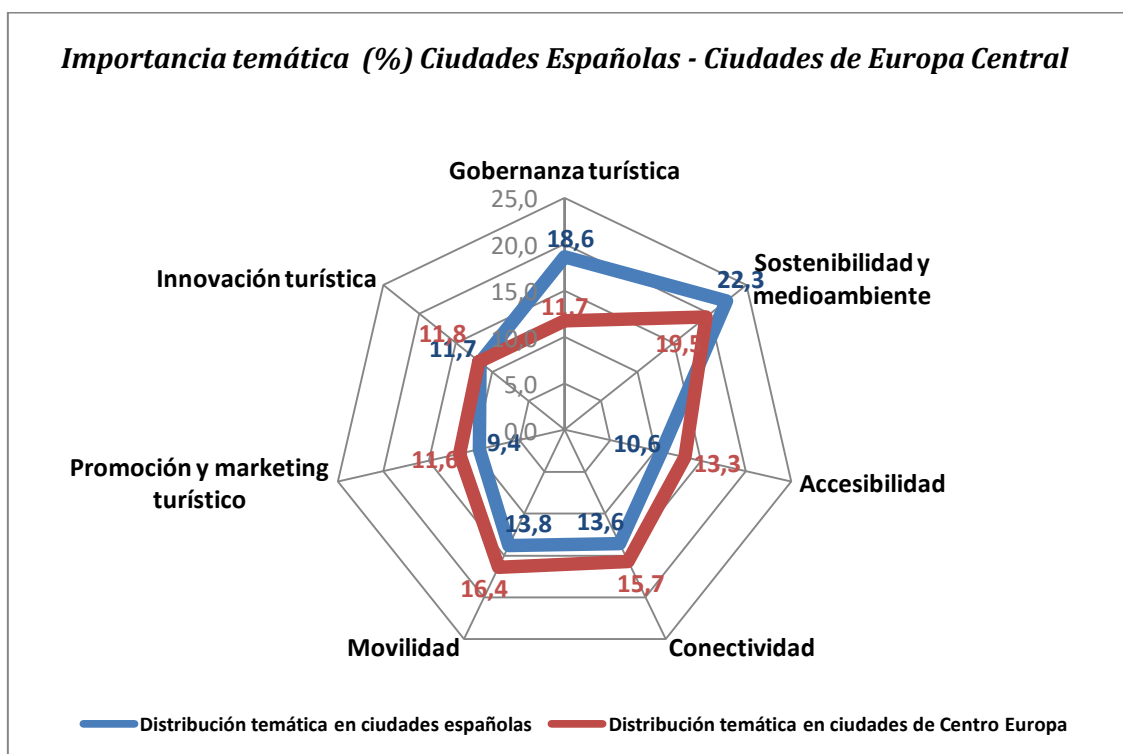 Importancia temática (%) Ciudades Españolas - Ciudades de Europa Central
Gobernanza turística
25,0
20,0
18,6
15,0
11,7
10,0
5,0
0,0
Sostenibilidad y
medioambiente
22,3
19,5
Accesibilidad
10,6
13,3
Conectividad
13,6
15,7
Movilidad
13,8
16,4
Promoción y marketing
turístico
9,4
11,6
Innovación turística
11,8
11,7
Distribución temática en ciudades españolas
Distribución temática en ciudades de Centro Europa